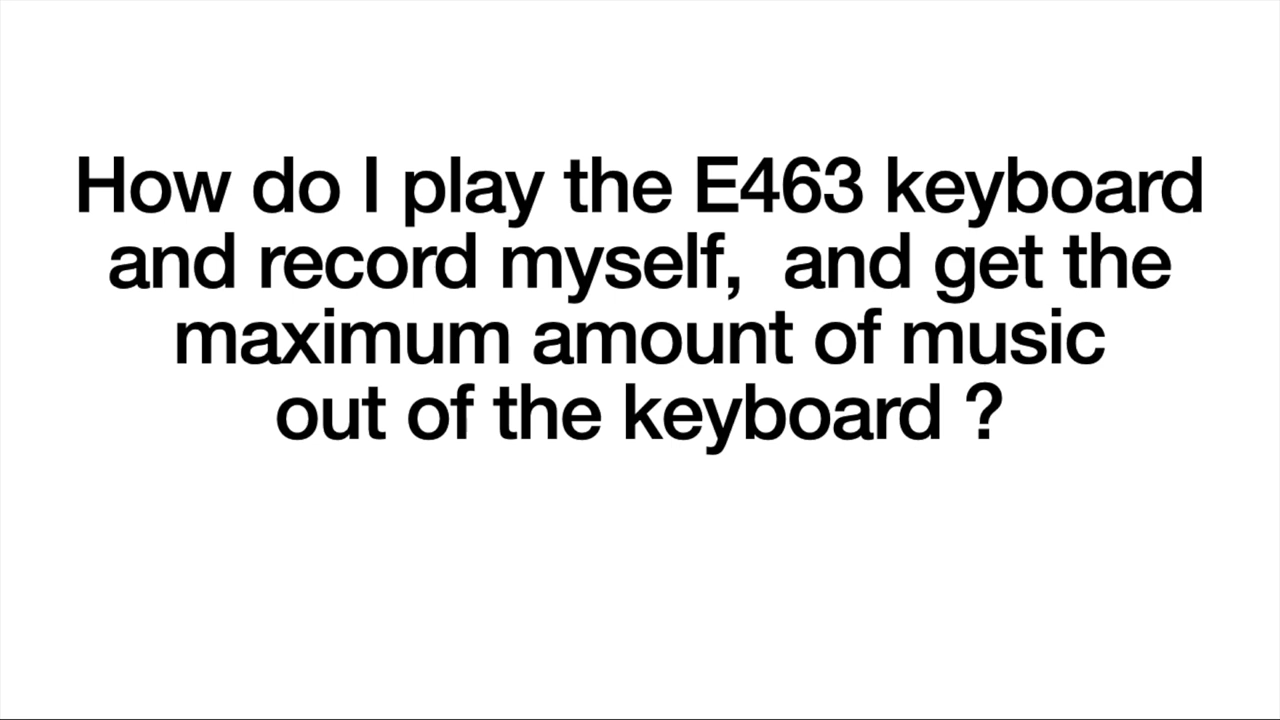 How do I play the E463 keyboard
and record myself,  and get the
maximum amount of music
out of the keyboard ?